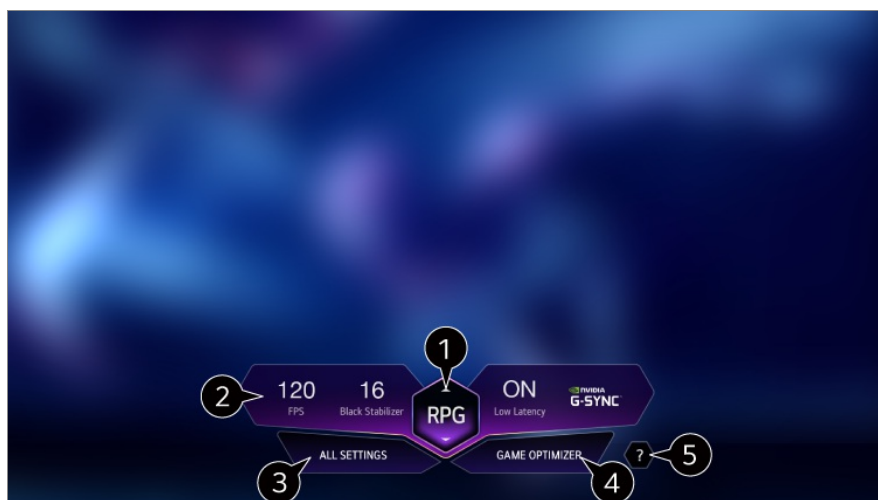 1
2
120
FPS
16
Black Stabilizer
RPG
ON
Low Latency
NVIDIA
G-SYNC
3
ALL SETTINGS
GAME OPTIMIZER
4
?
5